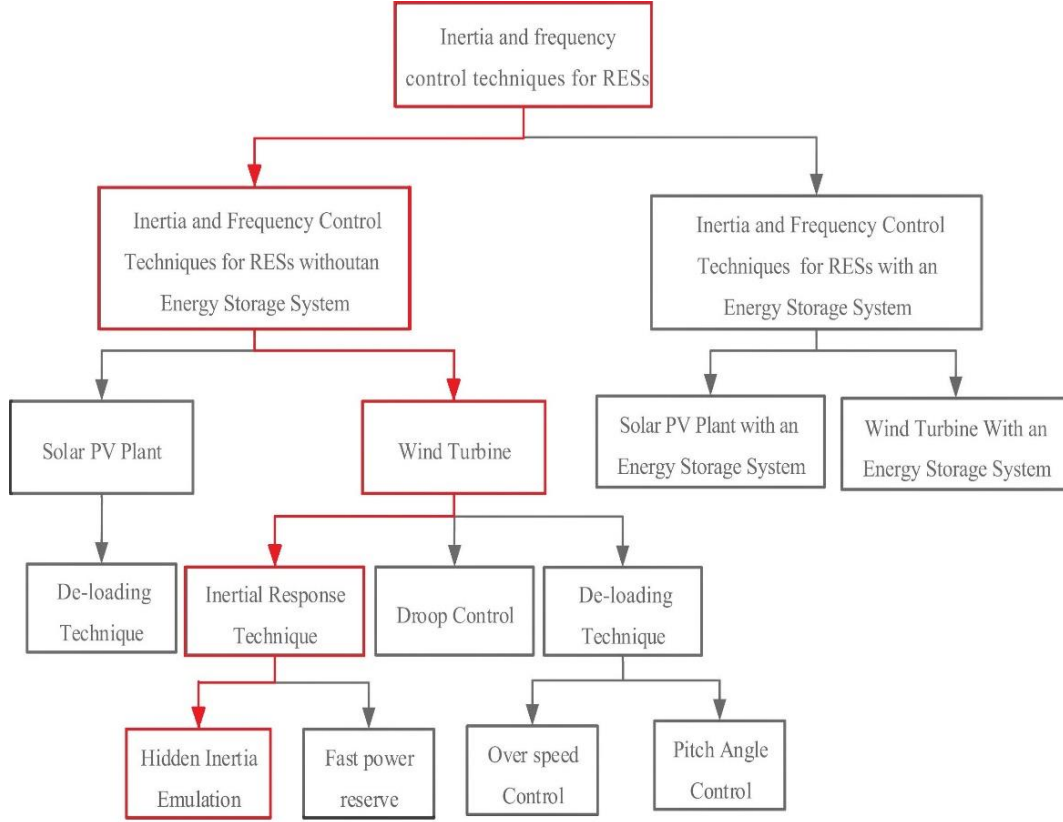 Inertia and frequency
control techniques for RESs
Inertia and Frequency Control
Techniques for RESs withoutan
Energy Storage System
Inertia and Frequency Control
Techniques for RESs with an
Energy Storage System
Solar PV Plant
Wind Turbine
Solar PV Plant with an
Energy Storage System
Wind Turbine With an
Energy Storage System
De-loading
Technique
Inertial Response
Technique
Droop Control
De-loading
Technique
Hidden Inertia
Emulation
Fast power
reserve
Over speed
Control
Pitch Angle
Control